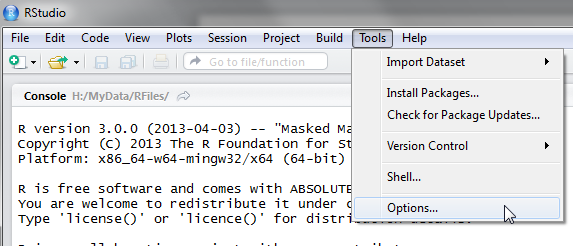 RStudio
File Edit Code View Plots Session Project Build Tools Help
Go to file/function
Import Dataset
Install Packages...
Check for Package Updates...
Version Control
Shell...
Options...
Console H:/MyData/RFiles/
R version 3.0.0 (2013-04-03) -- "Masked Ma
Copyright (C) 2013 The R Foundation for St
Platform: x86_64-w64-mingw32/x64 (64-bit)
R is free software and comes with ABSOLUTE
You are welcome to redistribute it under c
Type 'license()' or 'licence()' for dist